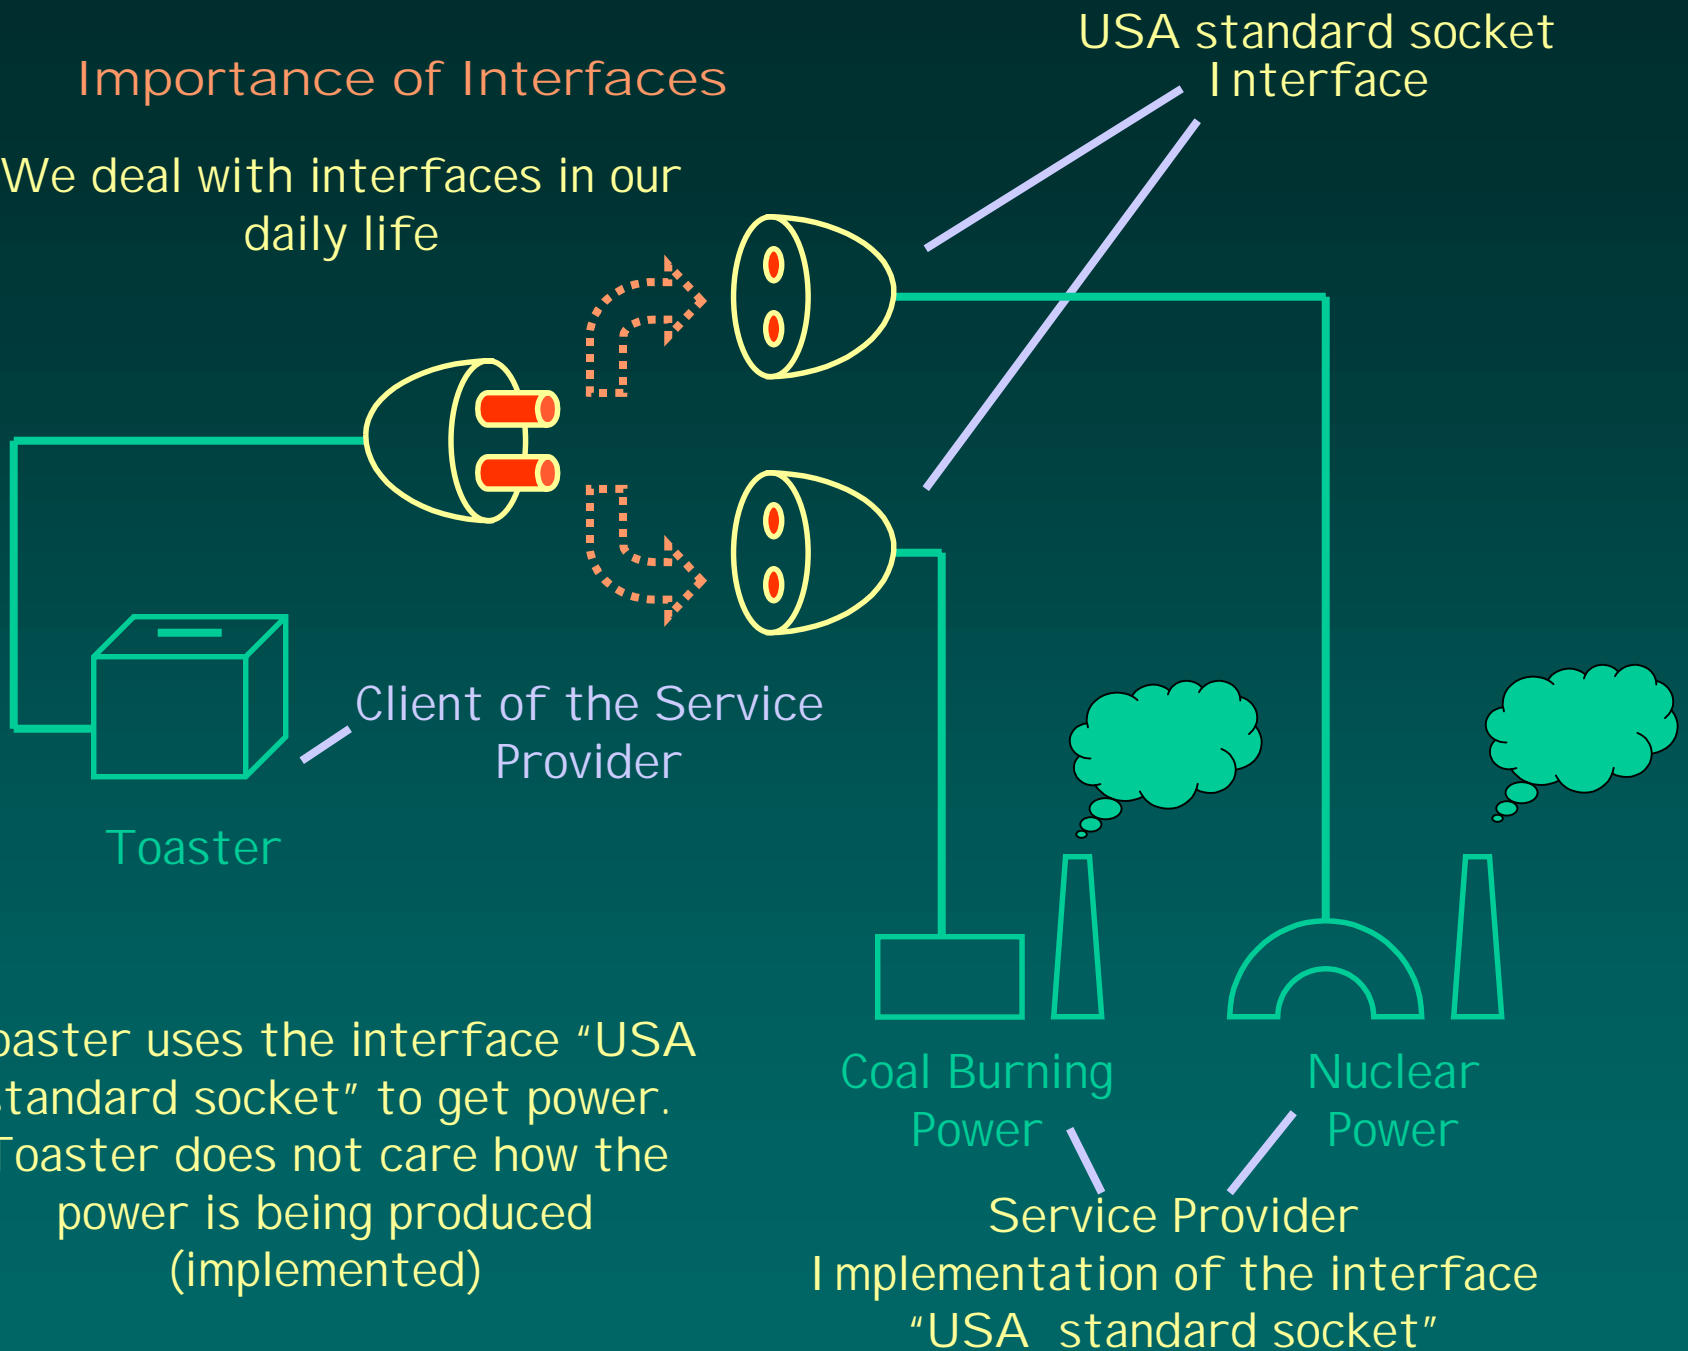 Importance of Interfaces
We deal with interfaces in our
daily life
USA standard socket
Interface
Client of the Service
Provider
Toaster
oaster uses the interface “USA
standard socket” to get power.
Toaster does not care how the
power is being produced
(implemented)
Coal Burning
Power
Nuclear
Power
Service Provider
Implementation of the interface
“USA standard socket”